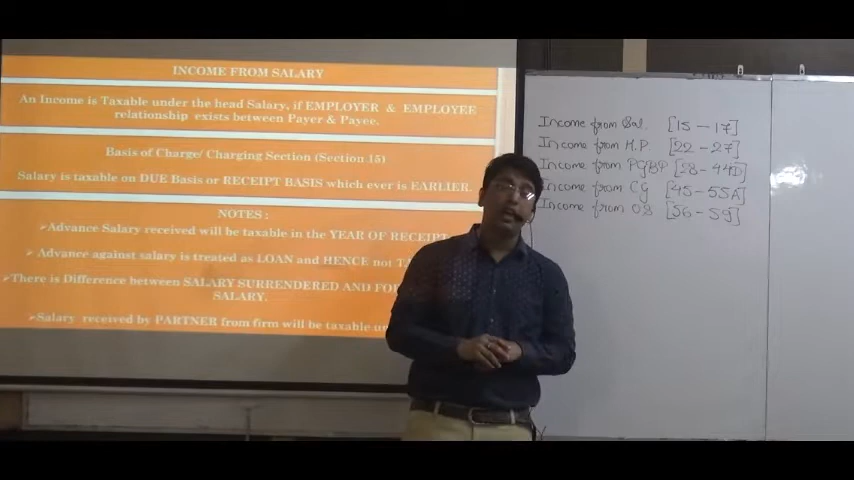 INCOME FROM SALARY
An Income is Taxable under the head Salary, if EMPLOYER & EMPLOYEE
relationship exists between Payer & Payee.
Basis of Charge/ Charging Section (Section 15)
Salary is taxable on DUE Basis or RECEIPT BASIS which ever is EARLIER.
NOTES :
➢Advance Salary received will be taxable in the YEAR OF RECEIPT
➢Advance against salary is treated as LOAN and HENCE not T
➢There is Difference between SALARY SURRENDERED AND FO
SALARY.
➢Salary received by PARTNER from firm will be taxable
Income from Sal. [15 - 17]
Income from H.P [22 - 27]
Income from PGBP [28 - 44D]
Income from CG [45 - 55A]
Income from OS [56 - 59]